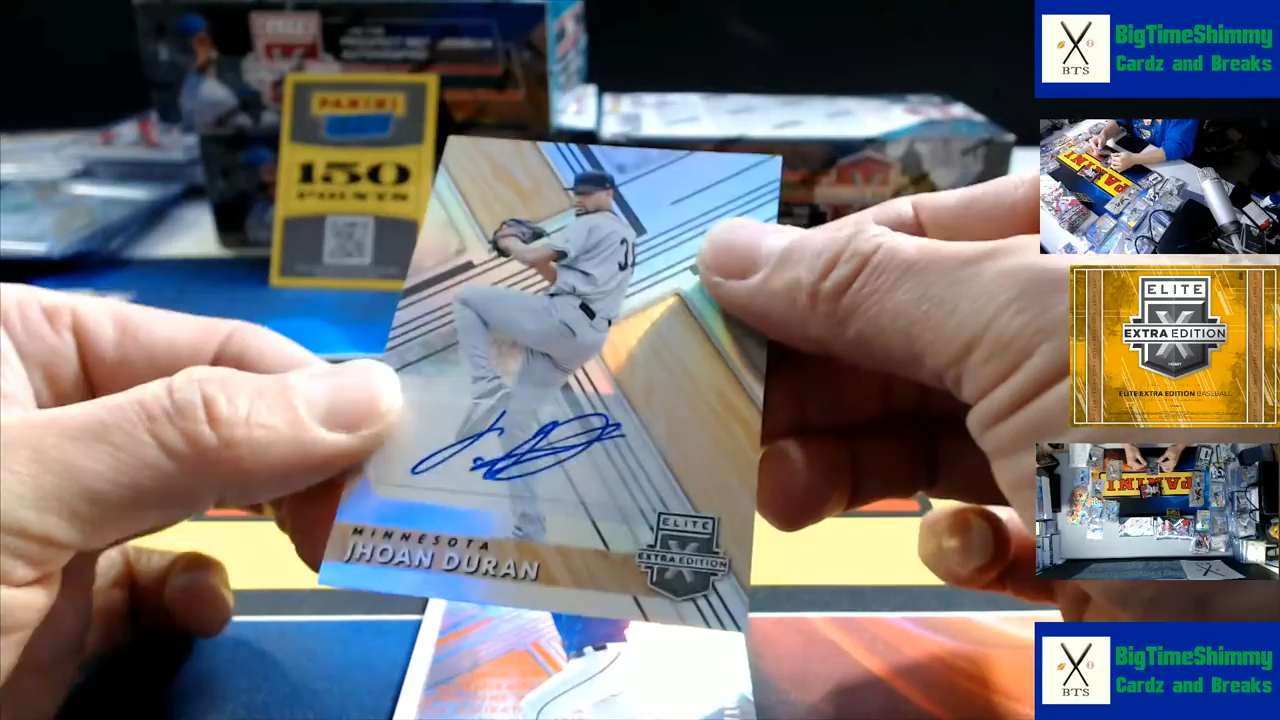 PANINI
150
POINTS
31
MINNESOTA
JHOAN DURAN
ELITE
X
EXTRA EDITION
BTS
BigTimeShimmy
Cardz and Breaks
PANINI
ELITE
EXTRA EDITION
X
ELITE EXTRA EDITION BASEBALL
PANINI
BTS
BigTimeShimmy
Cardz and Breaks